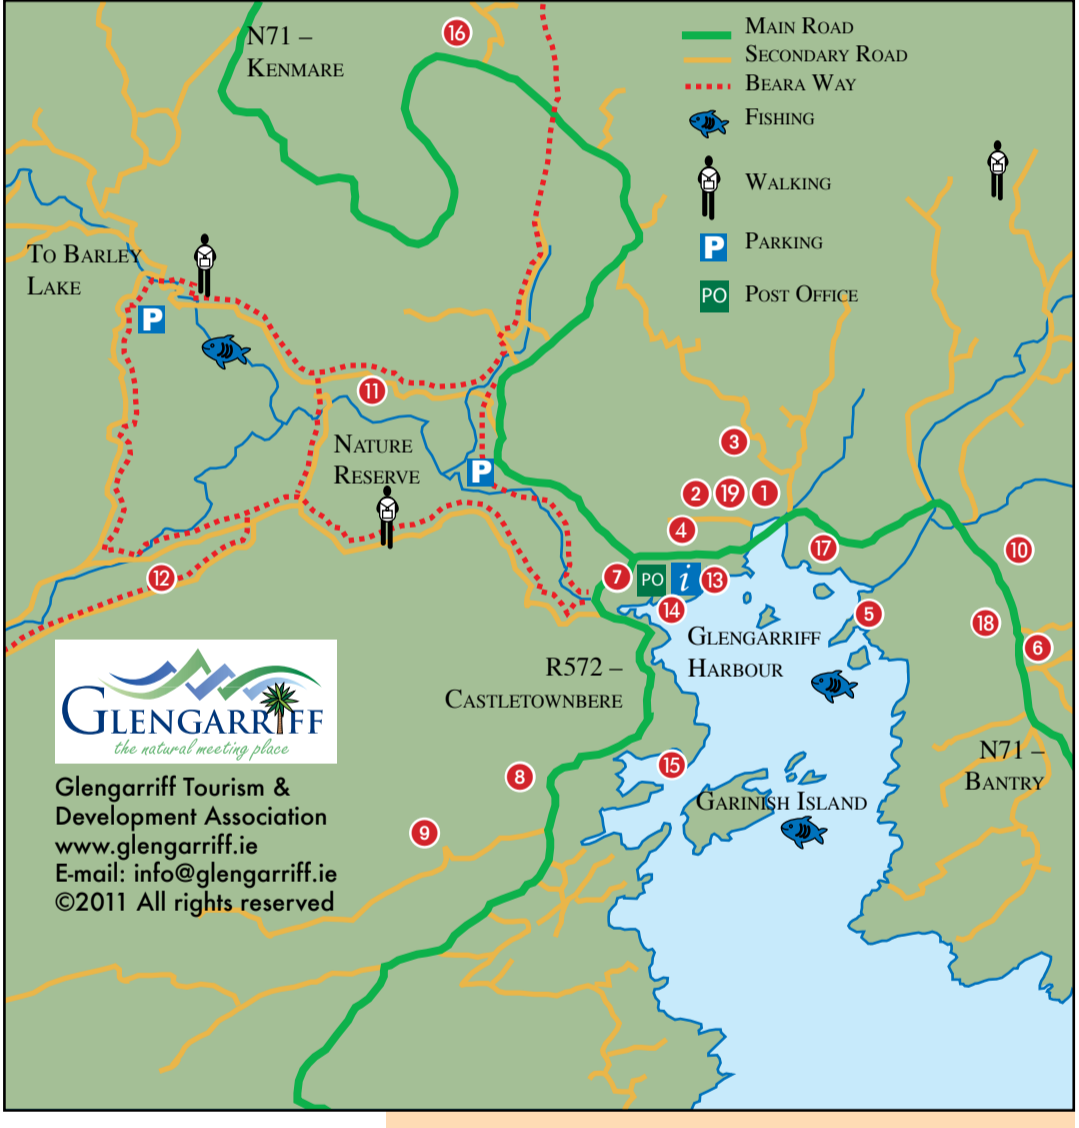 N71 –
KENMARE
16
MAIN ROAD
SECONDARY ROAD
BEARA WAY
FISHING
WALKING
P PARKING
PO POST OFFICE
TO BARLEY
LAKE
P
11
NATURE
RESERVE
P
3
2 19 1
4
17
10
12
7 PO i 13
14
5
18
6
GLENGARRIFF
HARBOUR
R572 –
CASTLETOWNBERE
GLENGARRIFF
the natural meeting place
N71 –
BANTRY
8
15
GARINISH ISLAND
9
Glengarriff Tourism &
Development Association
www.glengarriff.ie
E-mail: info@glengarriff.ie
©2011 All rights reserved